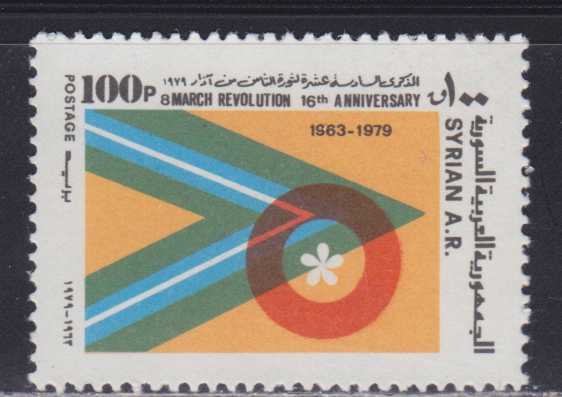 الذكرى السادسة عشرة لثورة الثامن من آذار ١٩٧٩
100P 8 MARCH REVOLUTION 16th ANNIVERSARY ١٠٠ ق
1963-1979
POSTAGE بريد
١٩٧٩-١٩٦٣
SYRIAN A.R.
الجمهورية العربية السورية